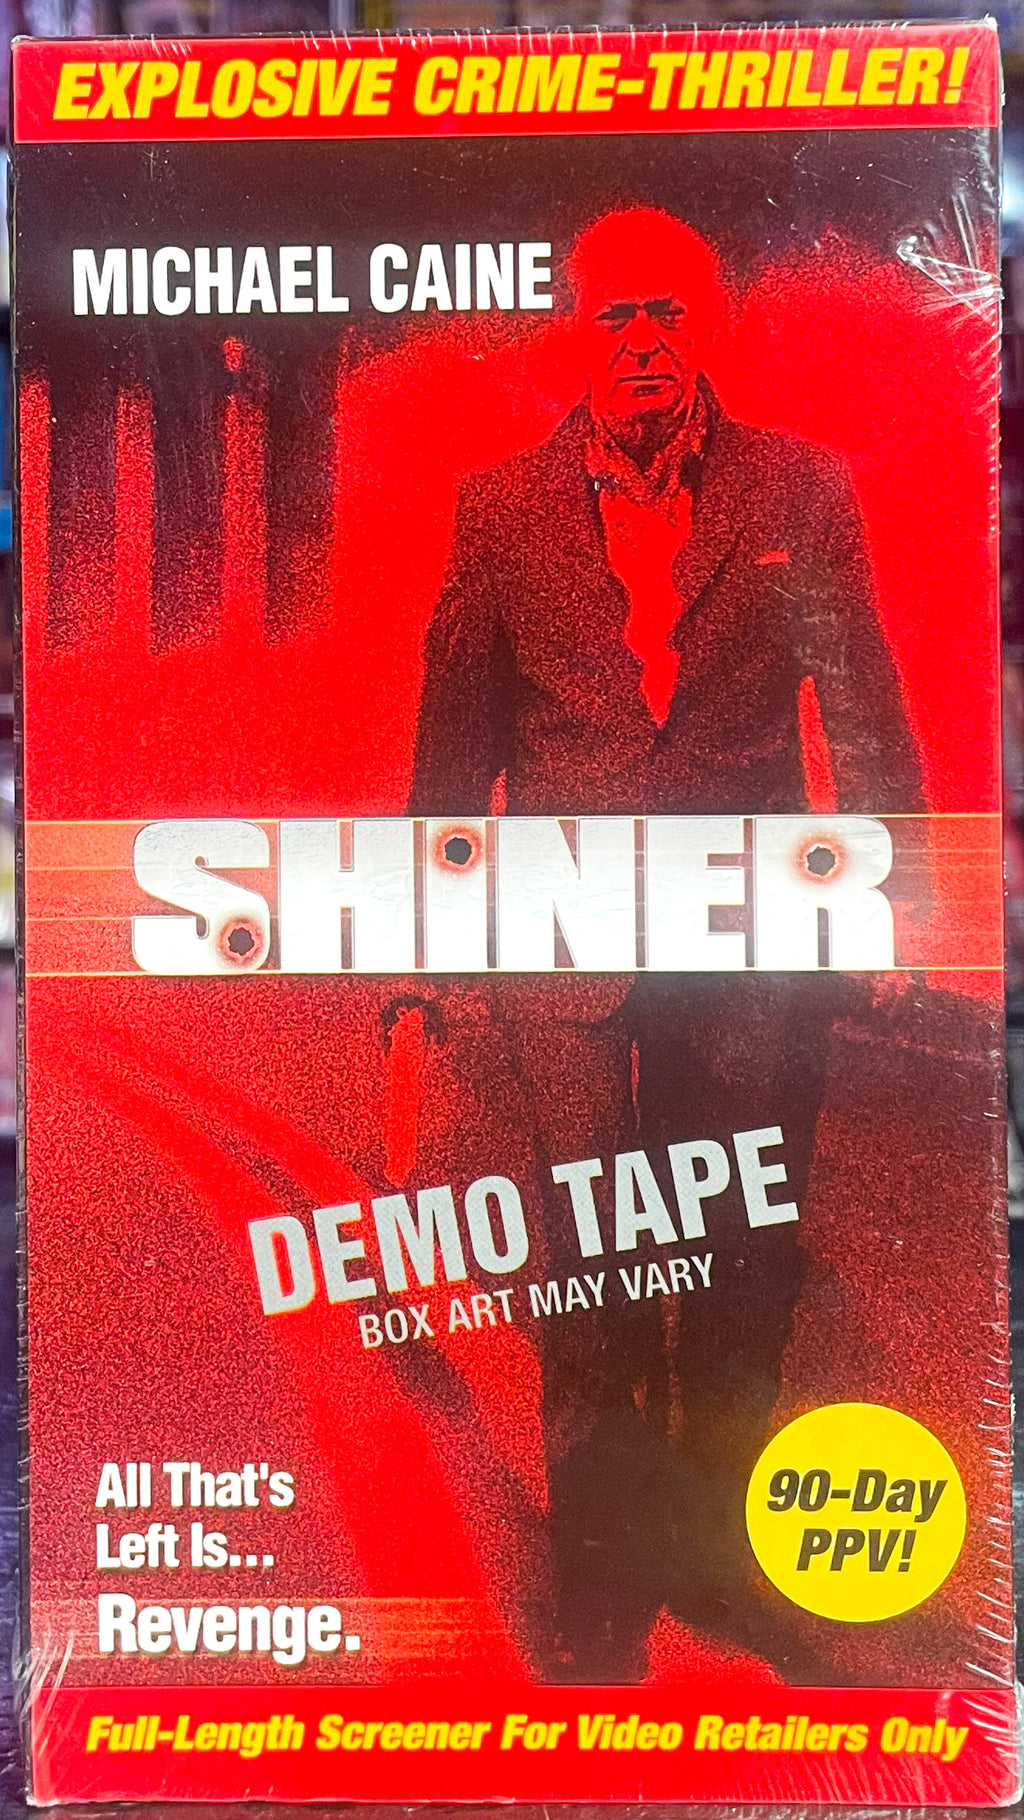 EXPLOSIVE CRIME-THRILLER!
MICHAEL CAINE
SHiNER
DEMO TAPE
BOX ART MAY VARY
All That's
Left Is...
Revenge.
90-Day
PPV!
Full-Length Screener For Video Retailers Only